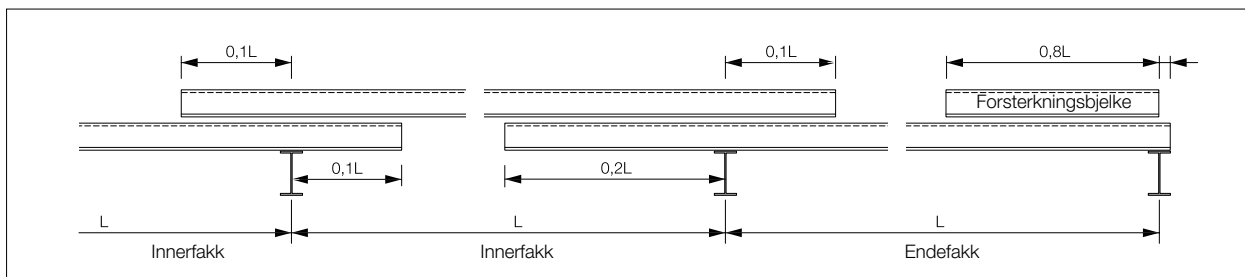 0,1L
0,1L
0,8L
Forsterkningsbjelke
0,1L
0,2L
L
L
L
Innerfakk
Innerfakk
Endefakk